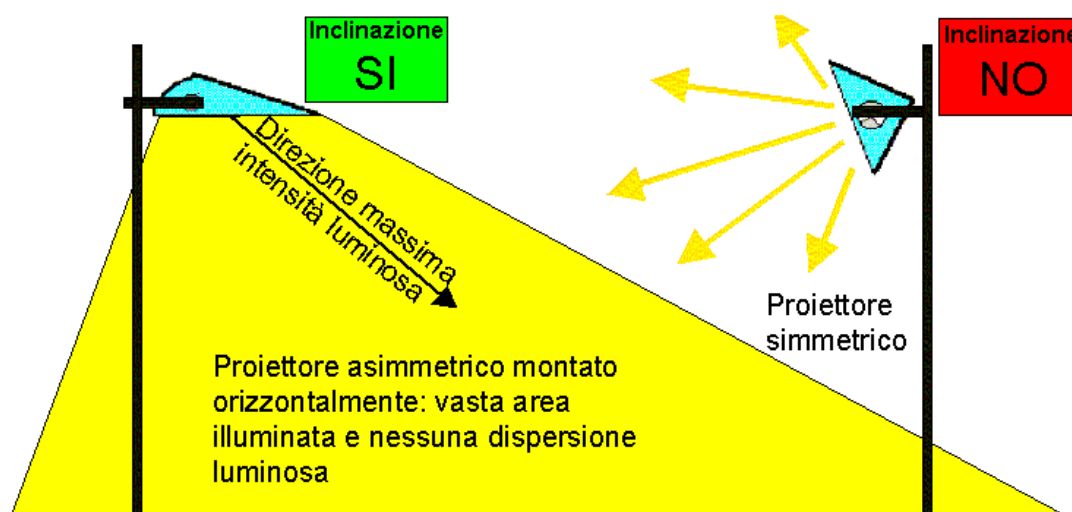 Inclinazione
SI
Inclinazione
NO
Direzione massima
intensità luminosa
Proiettore
simmetrico
Proiettore asimmetrico montato
orizzontalmente: vasta area
illuminata e nessuna dispersione
luminosa